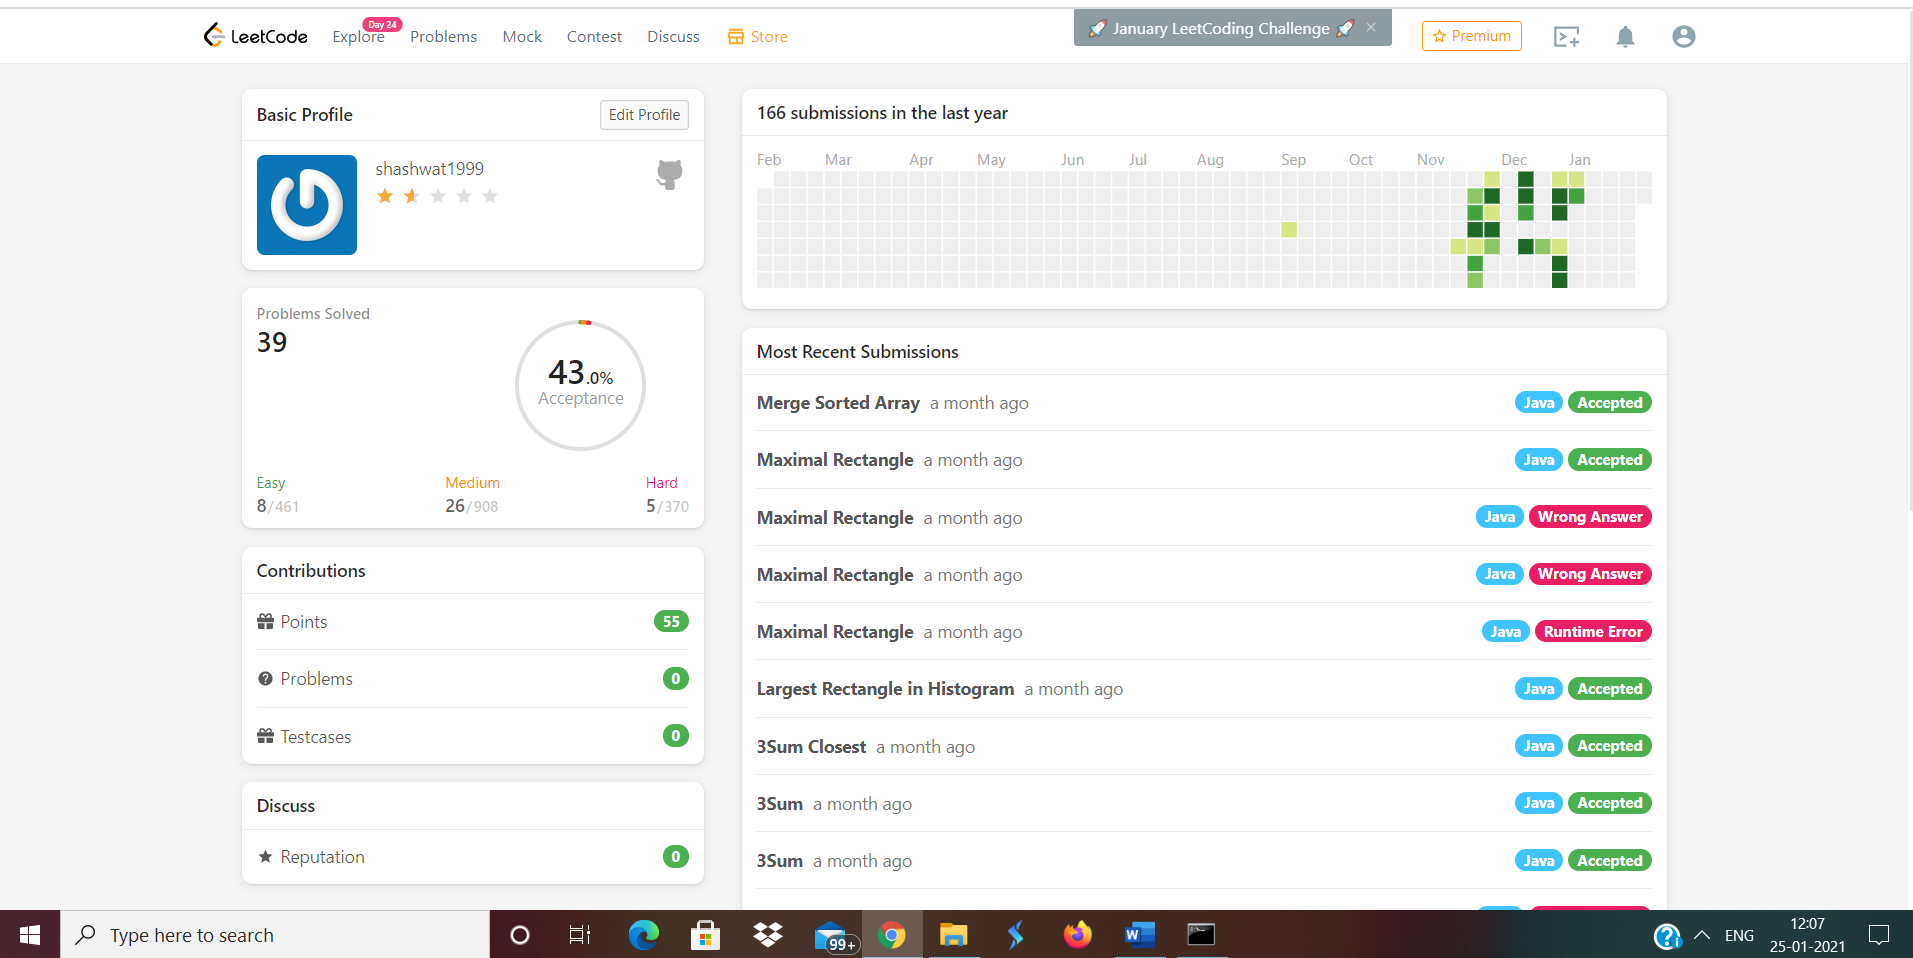 LeetCode Explore Day 24 Problems Mock Contest Discuss Store 🚀 January LeetCoding Challenge 🚀 × Premium
Basic Profile Edit Profile
shashwat1999
Problems Solved
39
43.0%
Acceptance
Easy Medium Hard
8/461 26/908 5/370
Contributions
Points 55
Problems 0
Testcases 0
Discuss
Reputation 0
166 submissions in the last year
Feb Mar Apr May Jun Jul Aug Sep Oct Nov Dec Jan
Most Recent Submissions
Merge Sorted Array a month ago Java Accepted
Maximal Rectangle a month ago Java Accepted
Maximal Rectangle a month ago Java Wrong Answer
Maximal Rectangle a month ago Java Wrong Answer
Maximal Rectangle a month ago Java Runtime Error
Largest Rectangle in Histogram a month ago Java Accepted
3Sum Closest a month ago Java Accepted
3Sum a month ago Java Accepted
3Sum a month ago Java Accepted
Type here to search 99+ ENG 12:07
25-01-2021